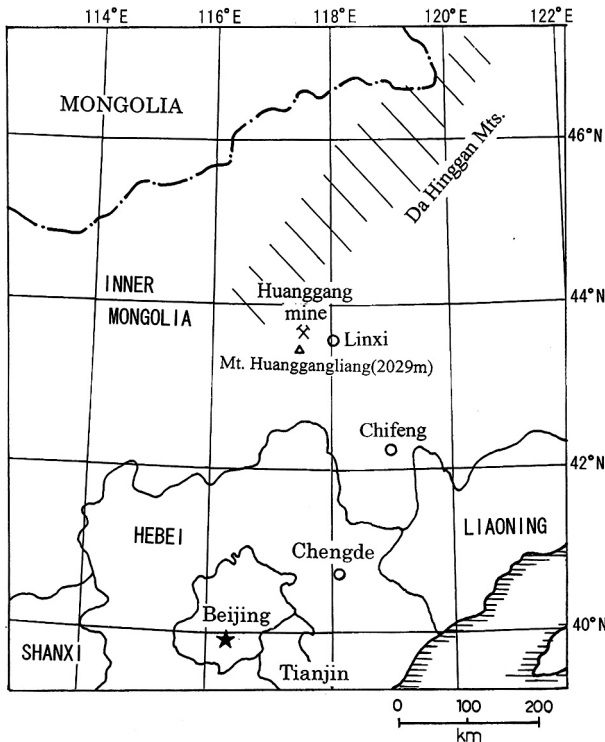 114°E 116°E 118°E 120°E 122°E
MONGOLIA
46°N
Da Hinggan Mts.
INNER
MONGOLIA
44°N
Huanggang
mine
Linxi
Mt. Huanggangliang(2029m)
Chifeng
42°N
HEBEI
LIAONING
Chengde
Beijing
40°N
SHANXI
Tianjin
0 100 200
km